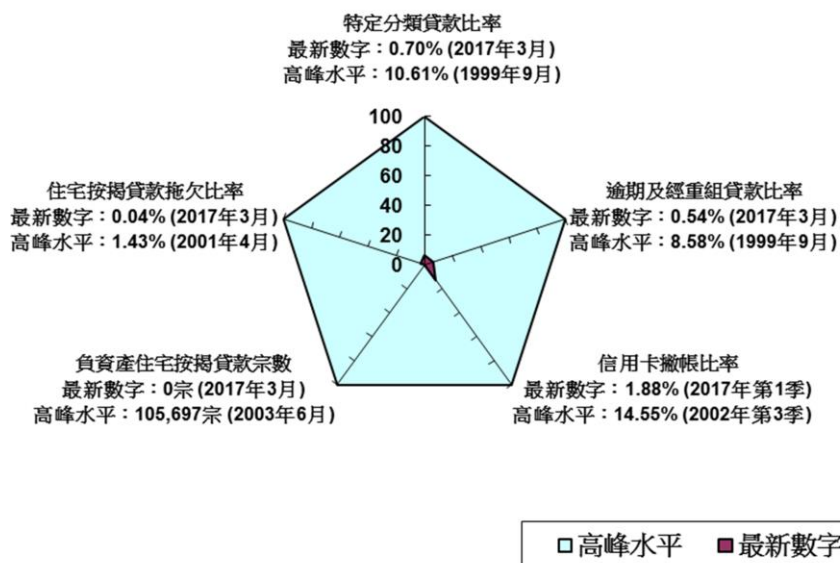 特定分類貸款比率
最新數字：0.70% (2017年3月)
高峰水平：10.61% (1999年9月)
100
80
60
40
20
0
住宅按揭貸款拖欠比率
最新數字：0.04% (2017年3月)
高峰水平：1.43% (2001年4月)
逾期及經重組貸款比率
最新數字：0.54% (2017年3月)
高峰水平：8.58% (1999年9月)
負資產住宅按揭貸款宗數
最新數字：0宗 (2017年3月)
高峰水平：105,697宗 (2003年6月)
信用卡撇帳比率
最新數字：1.88% (2017年第1季)
高峰水平：14.55% (2002年第3季)
高峰水平 最新數字